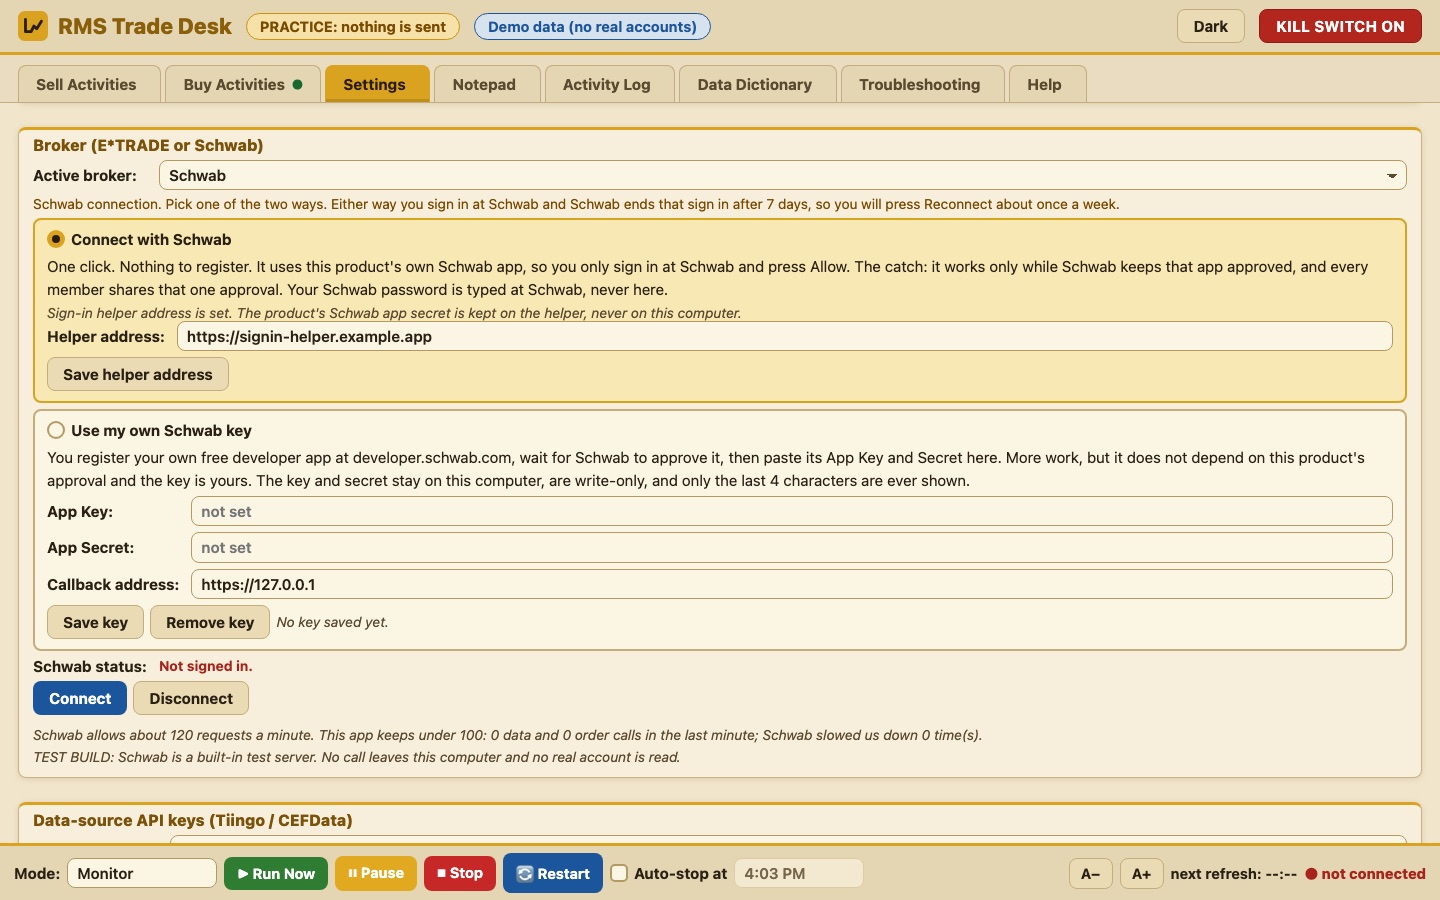 RMS Trade Desk
PRACTICE: nothing is sent
Demo data (no real accounts)
Dark
KILL SWITCH ON
Sell Activities
Buy Activities
Settings
Notepad
Activity Log
Data Dictionary
Troubleshooting
Help
Broker (E*TRADE or Schwab)
Active broker: Schwab
Schwab connection. Pick one of the two ways. Either way you sign in at Schwab and Schwab ends that sign in after 7 days, so you will press Reconnect about once a week.
Connect with Schwab
One click. Nothing to register. It uses this product's own Schwab app, so you only sign in at Schwab and press Allow. The catch: it works only while Schwab keeps that app approved, and every
member shares that one approval. Your Schwab password is typed at Schwab, never here.
Sign-in helper address is set. The product's Schwab app secret is kept on the helper, never on this computer.
Helper address: https://signin-helper.example.app
Save helper address
Use my own Schwab key
You register your own free developer app at developer.schwab.com, wait for Schwab to approve it, then paste its App Key and Secret here. More work, but it does not depend on this product's
approval and the key is yours. The key and secret stay on this computer, are write-only, and only the last 4 characters are ever shown.
App Key: not set
App Secret: not set
Callback address: https://127.0.0.1
Save key
Remove key
No key saved yet.
Schwab status: Not signed in.
Connect
Disconnect
Schwab allows about 120 requests a minute. This app keeps under 100: 0 data and 0 order calls in the last minute; Schwab slowed us down 0 time(s).
TEST BUILD: Schwab is a built-in test server. No call leaves this computer and no real account is read.
Data-source API keys (Tiingo / CEFData)
Mode: Monitor
Run Now
Pause
Stop
Restart
Auto-stop at 4:03 PM
A−
A+
next refresh: --:--
not connected